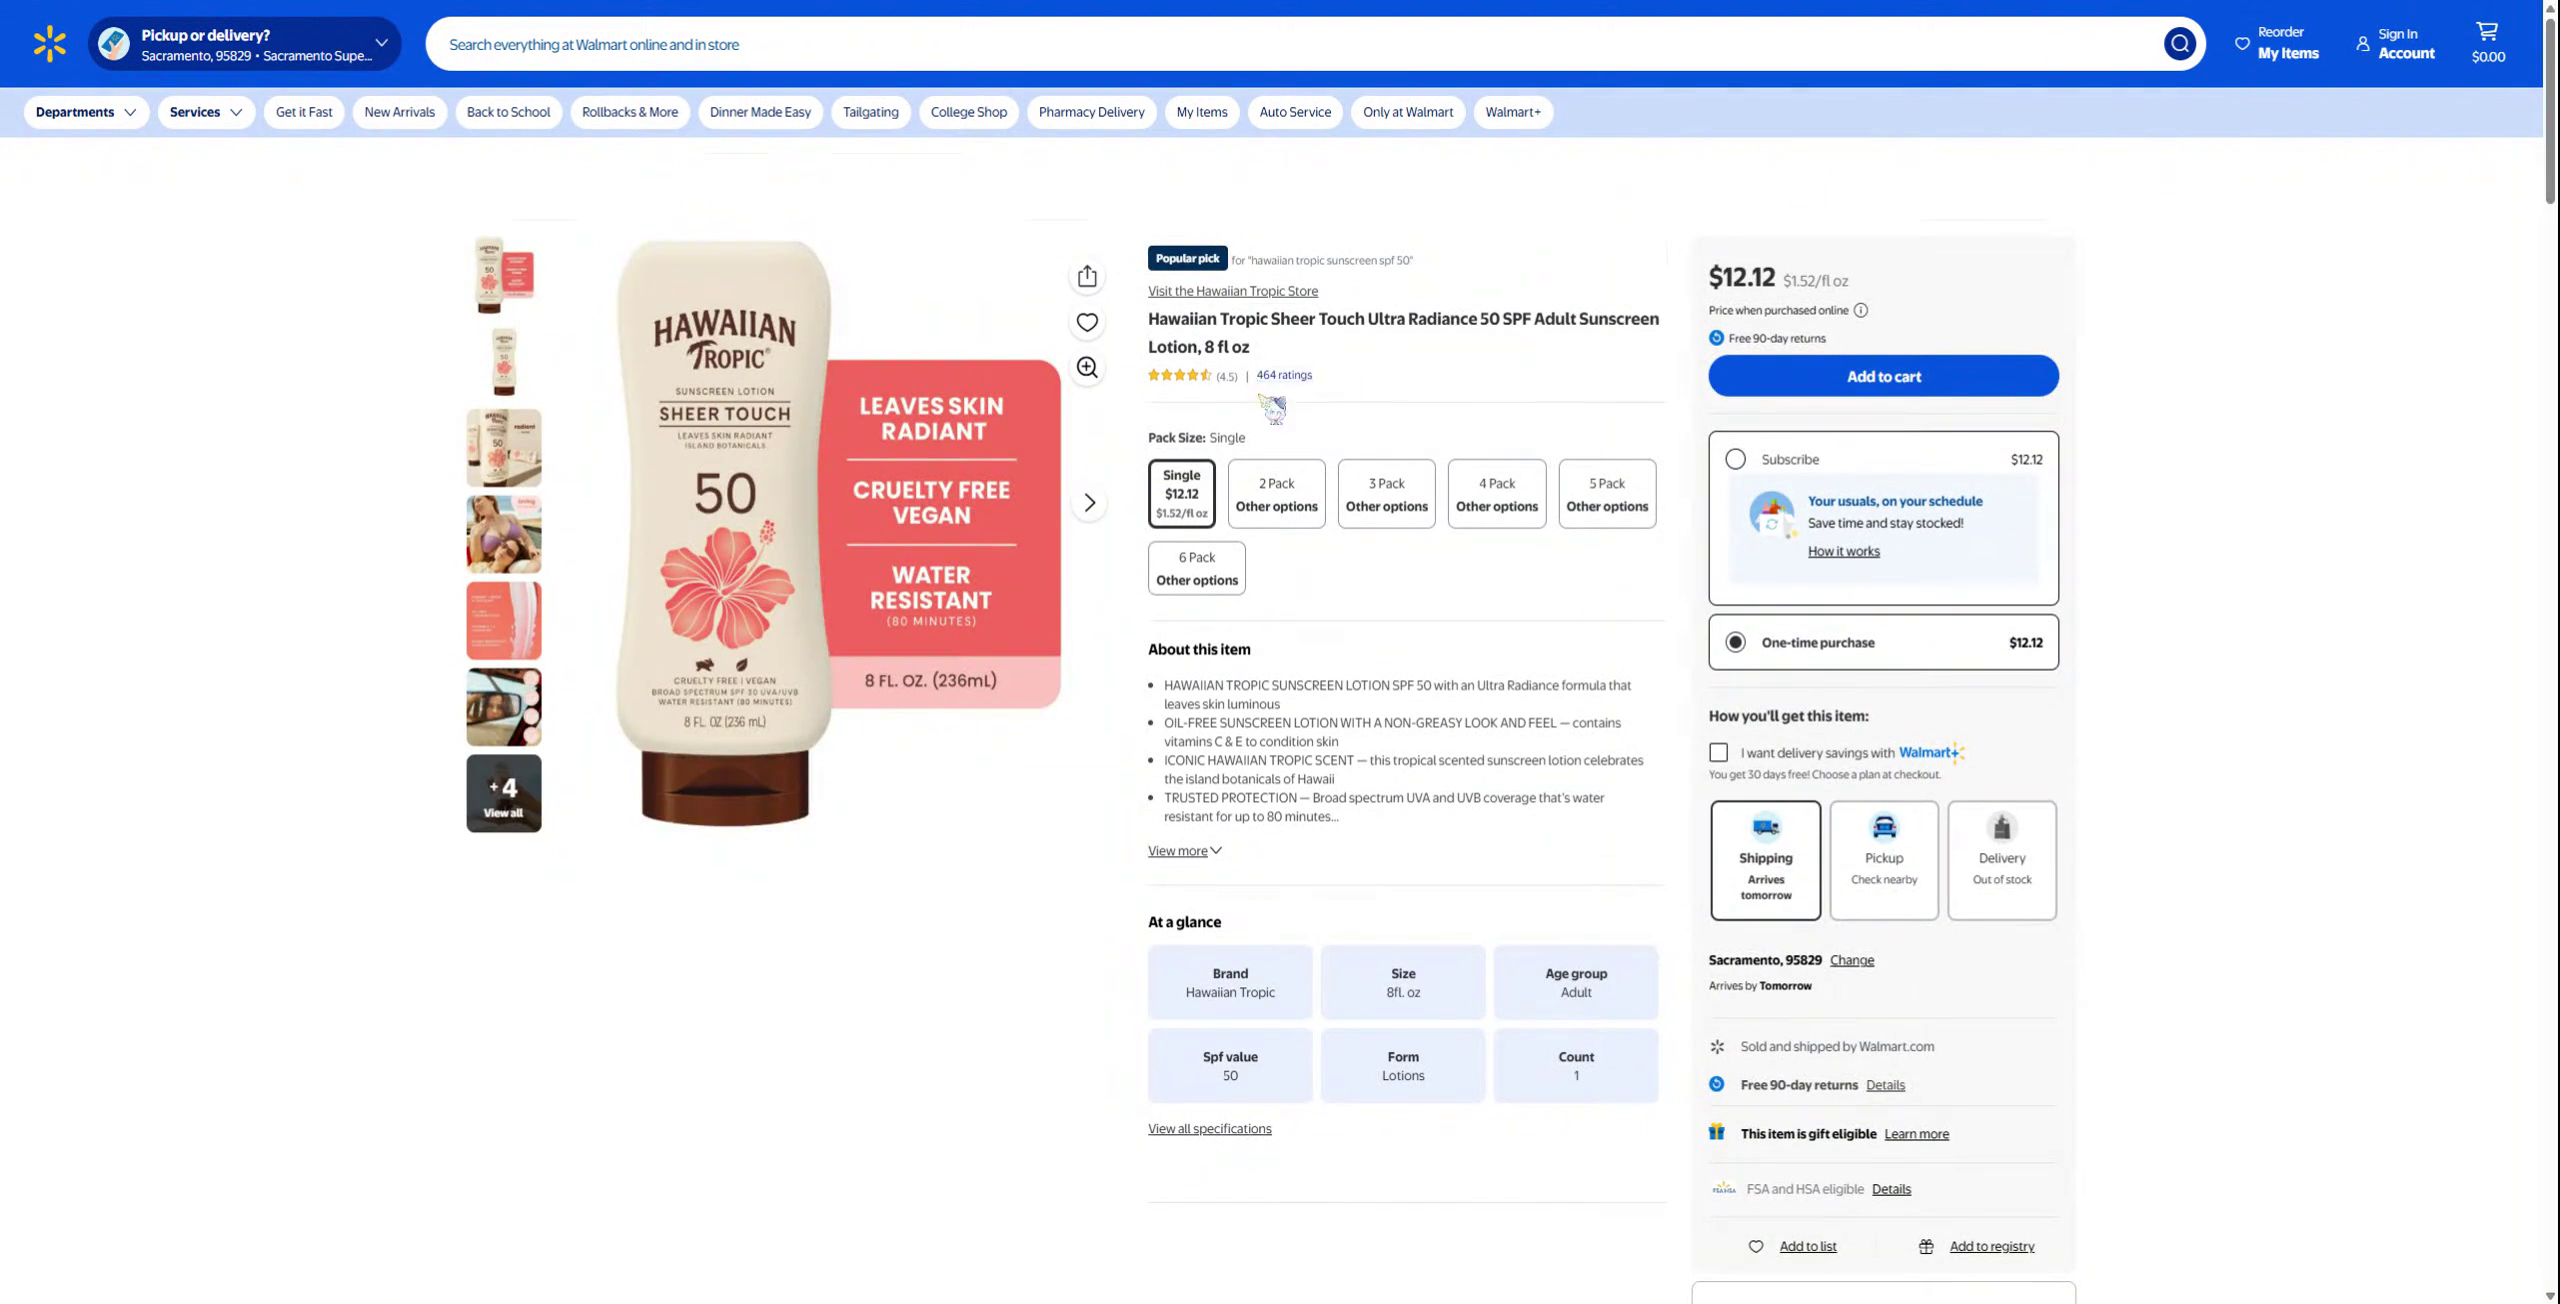 Pickup or delivery?
Sacramento, 95829 • Sacramento Supe...
Search everything at Walmart online and in store
Reorder
My Items
Sign In
Account
$0.00
Departments
Services
Get it Fast
New Arrivals
Back to School
Rollbacks & More
Dinner Made Easy
Tailgating
College Shop
Pharmacy Delivery
My Items
Auto Service
Only at Walmart
Walmart+
+4
View all
HAWAIIAN
TROPIC®
SUNSCREEN LOTION
SHEER TOUCH
LEAVES SKIN RADIANT
ISLAND BOTANICALS
50
CRUELTY FREE | VEGAN
BROAD SPECTRUM SPF 30 UVA/UVB
WATER RESISTANT (80 MINUTES)
8 FL. OZ (236 mL)
LEAVES SKIN
RADIANT
CRUELTY FREE
VEGAN
WATER
RESISTANT
(80 MINUTES)
8 FL. OZ. (236mL)
Popular pick for "hawaiian tropic sunscreen spf 50"
Visit the Hawaiian Tropic Store
Hawaiian Tropic Sheer Touch Ultra Radiance 50 SPF Adult Sunscreen
Lotion, 8 fl oz
(4.5) | 464 ratings
Pack Size: Single
Single
$12.12
$1.52/fl oz
2 Pack
Other options
3 Pack
Other options
4 Pack
Other options
5 Pack
Other options
6 Pack
Other options
About this item
• HAWAIIAN TROPIC SUNSCREEN LOTION SPF 50 with an Ultra Radiance formula that
leaves skin luminous
• OIL-FREE SUNSCREEN LOTION WITH A NON-GREASY LOOK AND FEEL — contains
vitamins C & E to condition skin
• ICONIC HAWAIIAN TROPIC SCENT — this tropical scented sunscreen lotion celebrates
the island botanicals of Hawaii
• TRUSTED PROTECTION — Broad spectrum UVA and UVB coverage that's water
resistant for up to 80 minutes...
View more
At a glance
Brand
Hawaiian Tropic
Size
8fl. oz
Age group
Adult
Spf value
50
Form
Lotions
Count
1
View all specifications
$12.12 $1.52/fl oz
Price when purchased online
Free 90-day returns
Add to cart
Subscribe $12.12
Your usuals, on your schedule
Save time and stay stocked!
How it works
One-time purchase $12.12
How you'll get this item:
I want delivery savings with Walmart+
You get 30 days free! Choose a plan at checkout.
Shipping
Arrives
tomorrow
Pickup
Check nearby
Delivery
Out of stock
Sacramento, 95829 Change
Arrives by Tomorrow
Sold and shipped by Walmart.com
Free 90-day returns Details
This item is gift eligible Learn more
FSA and HSA eligible Details
Add to list
Add to registry